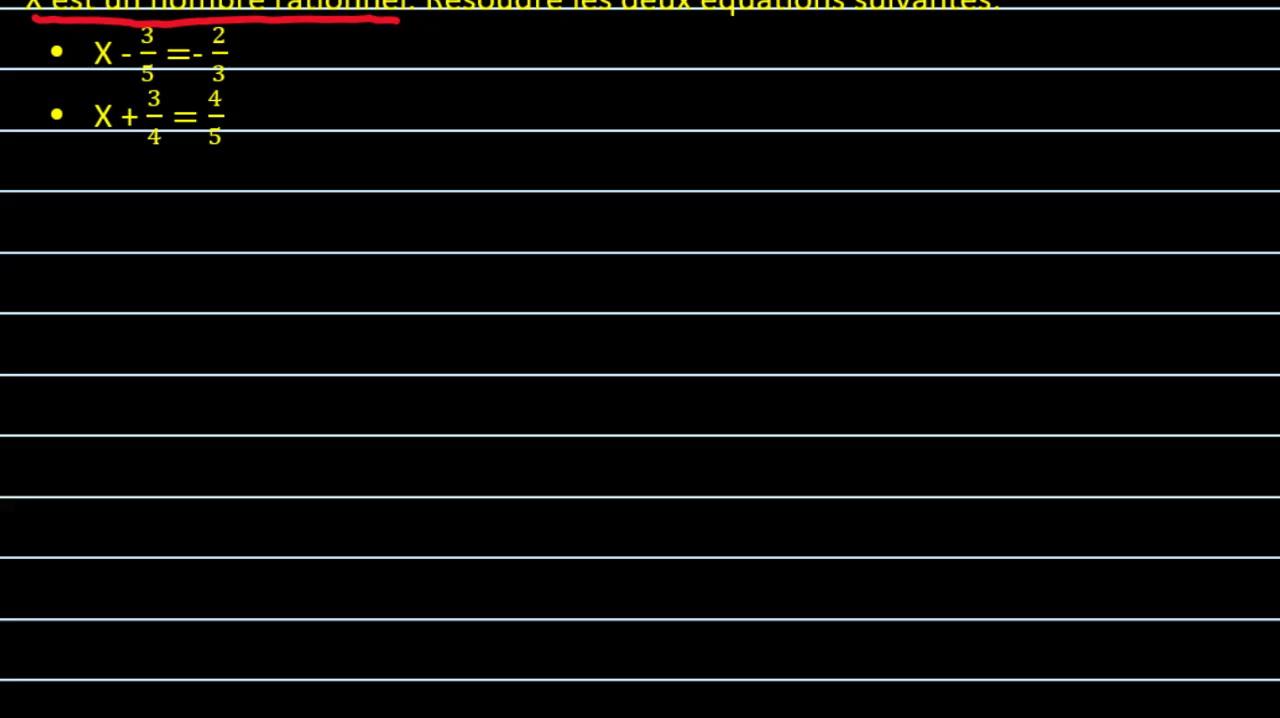 X est un nombre rationnel. Résoudre les deux équations suivantes.
• X - 3/5 =- 2/3
• X + 3/4 = 4/5